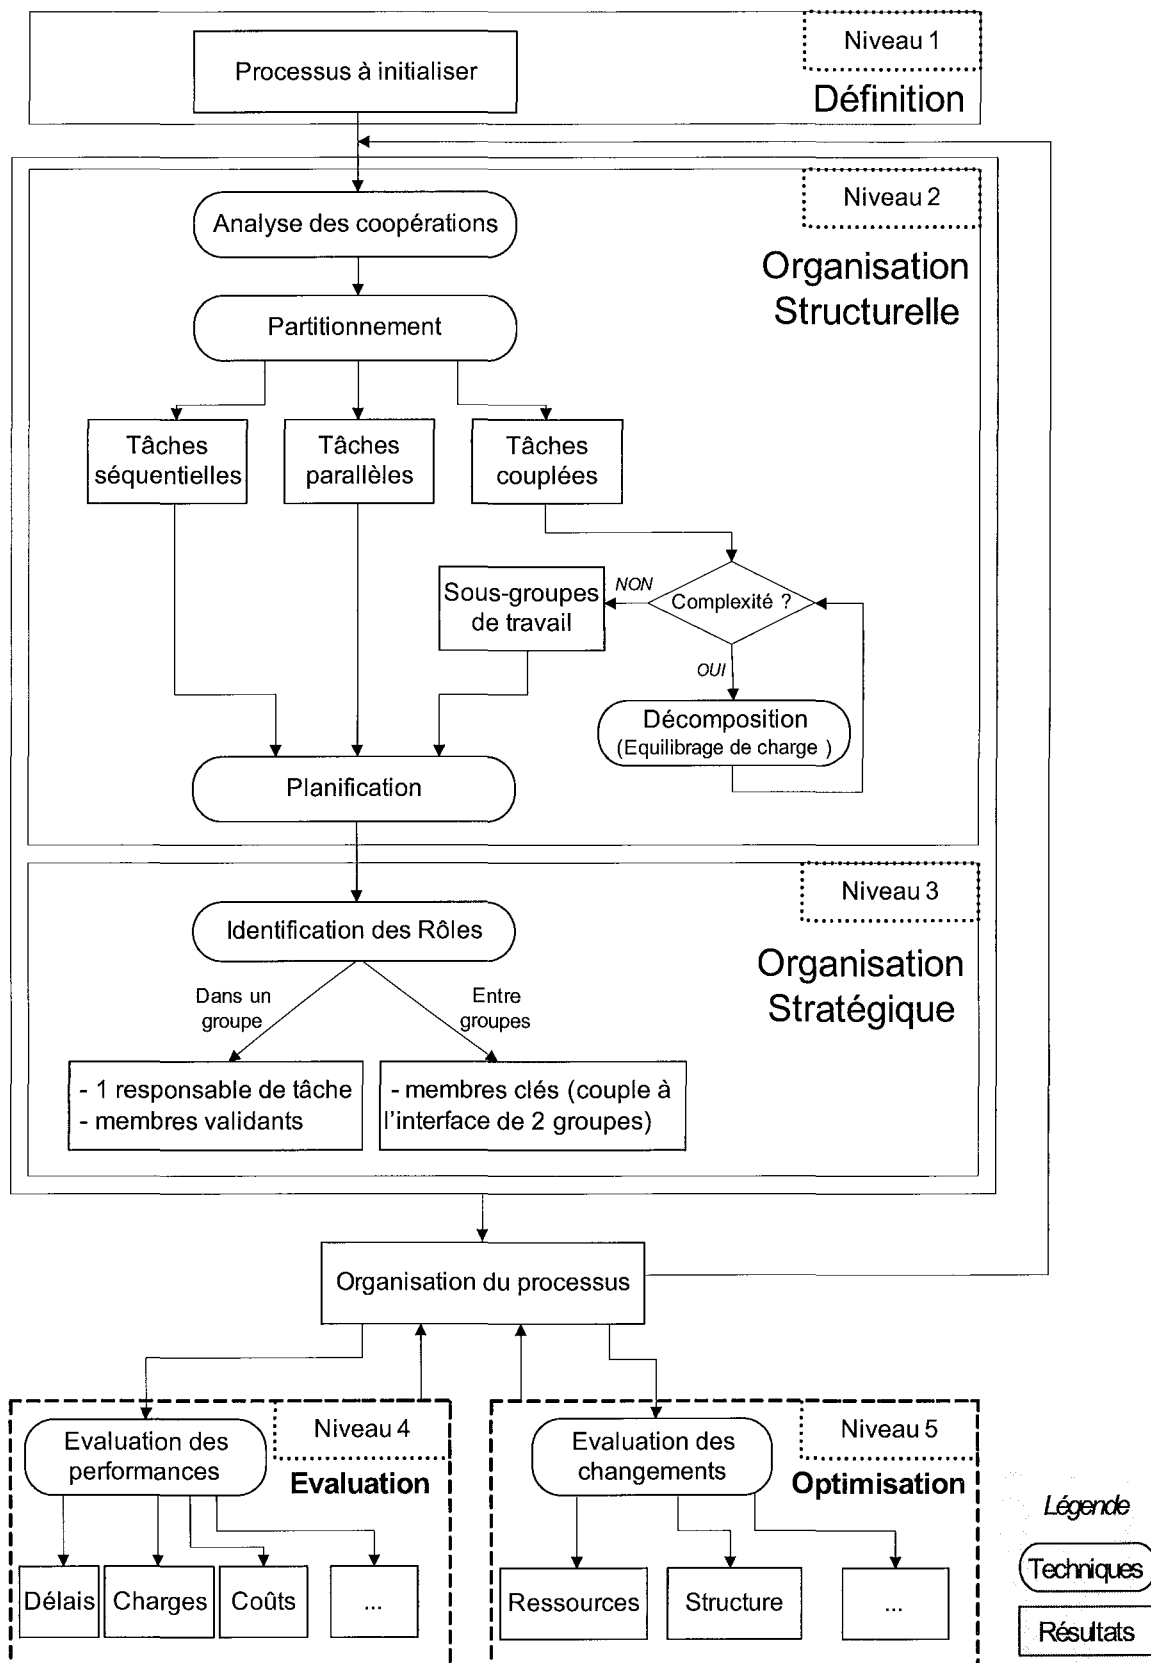 Niveau 1
Processus à initialiser
Définition
Niveau 2
Analyse des coopérations
Organisation
Structurelle
Partitionnement
Tâches
séquentielles
Tâches
parallèles
Tâches
couplées
Sous-groupes
de travail
NON
Complexité ?
OUI
Décomposition
(Equilibrage de charge )
Planification
Niveau 3
Identification des Rôles
Organisation
Stratégique
Dans un
groupe
Entre
groupes
- 1 responsable de tâche
- membres validants
- membres clés (couple à
l'interface de 2 groupes)
Organisation du processus
Niveau 4
Evaluation des
performances
Evaluation
Délais
Charges
Coûts
...
Niveau 5
Evaluation des
changements
Optimisation
Ressources
Structure
...
Légende
Techniques
Résultats